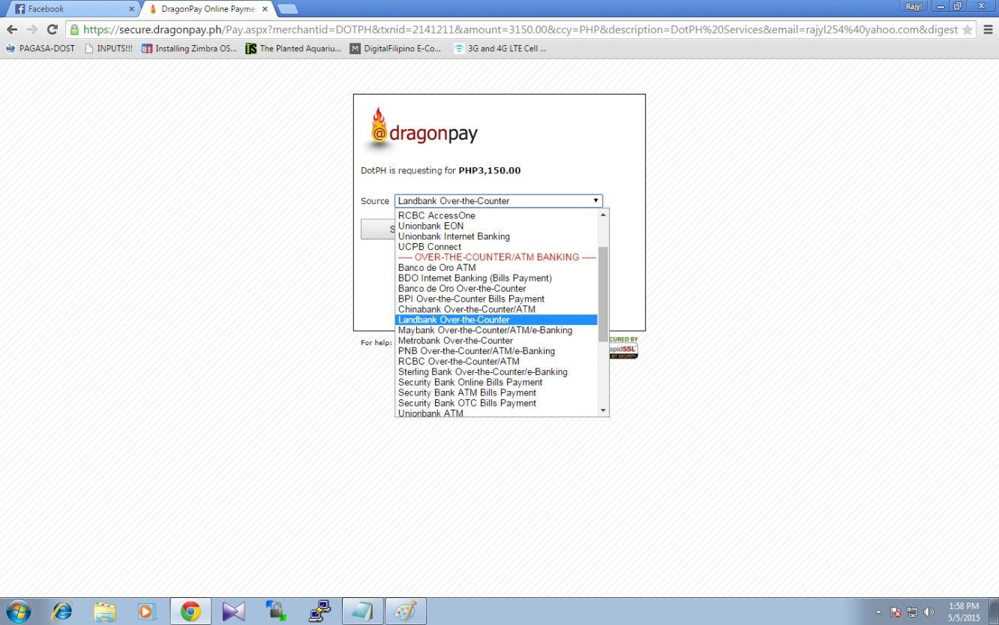 Facebook
DragonPay Online Payme
Rajyl
https://secure.dragonpay.ph/Pay.aspx?merchantid=DOTPH&txnid=2141211&amount=3150.00&ccy=PHP&description=DotPH%20Services&email=rajyl254%40yahoo.com&digest
PAGASA-DOST
INPUTS!!!
Installing Zimbra OS...
The Planted Aquariu...
DigitalFilipino E-Co...
3G and 4G LTE Cell ...
@dragonpay
DotPH is requesting for PHP3,150.00
Source Landbank Over-the-Counter
RCBC AccessOne
Unionbank EON
S
Unionbank Internet Banking
UCPB Connect
----- OVER-THE-COUNTER/ATM BANKING -----
Banco de Oro ATM
BDO Internet Banking (Bills Payment)
Banco de Oro Over-the-Counter
BPI Over-the-Counter Bills Payment
Chinabank Over-the-Counter/ATM
Landbank Over-the-Counter
Maybank Over-the-Counter/ATM/e-Banking
Metrobank Over-the-Counter
PNB Over-the-Counter/ATM/e-Banking
RCBC Over-the-Counter/ATM
Sterling Bank Over-the-Counter/e-Banking
Security Bank Online Bills Payment
Security Bank ATM Bills Payment
Security Bank OTC Bills Payment
Unionbank ATM
For help:
CURED BY
apidSSL
BIT SECURITY
1:58 PM
5/5/2015